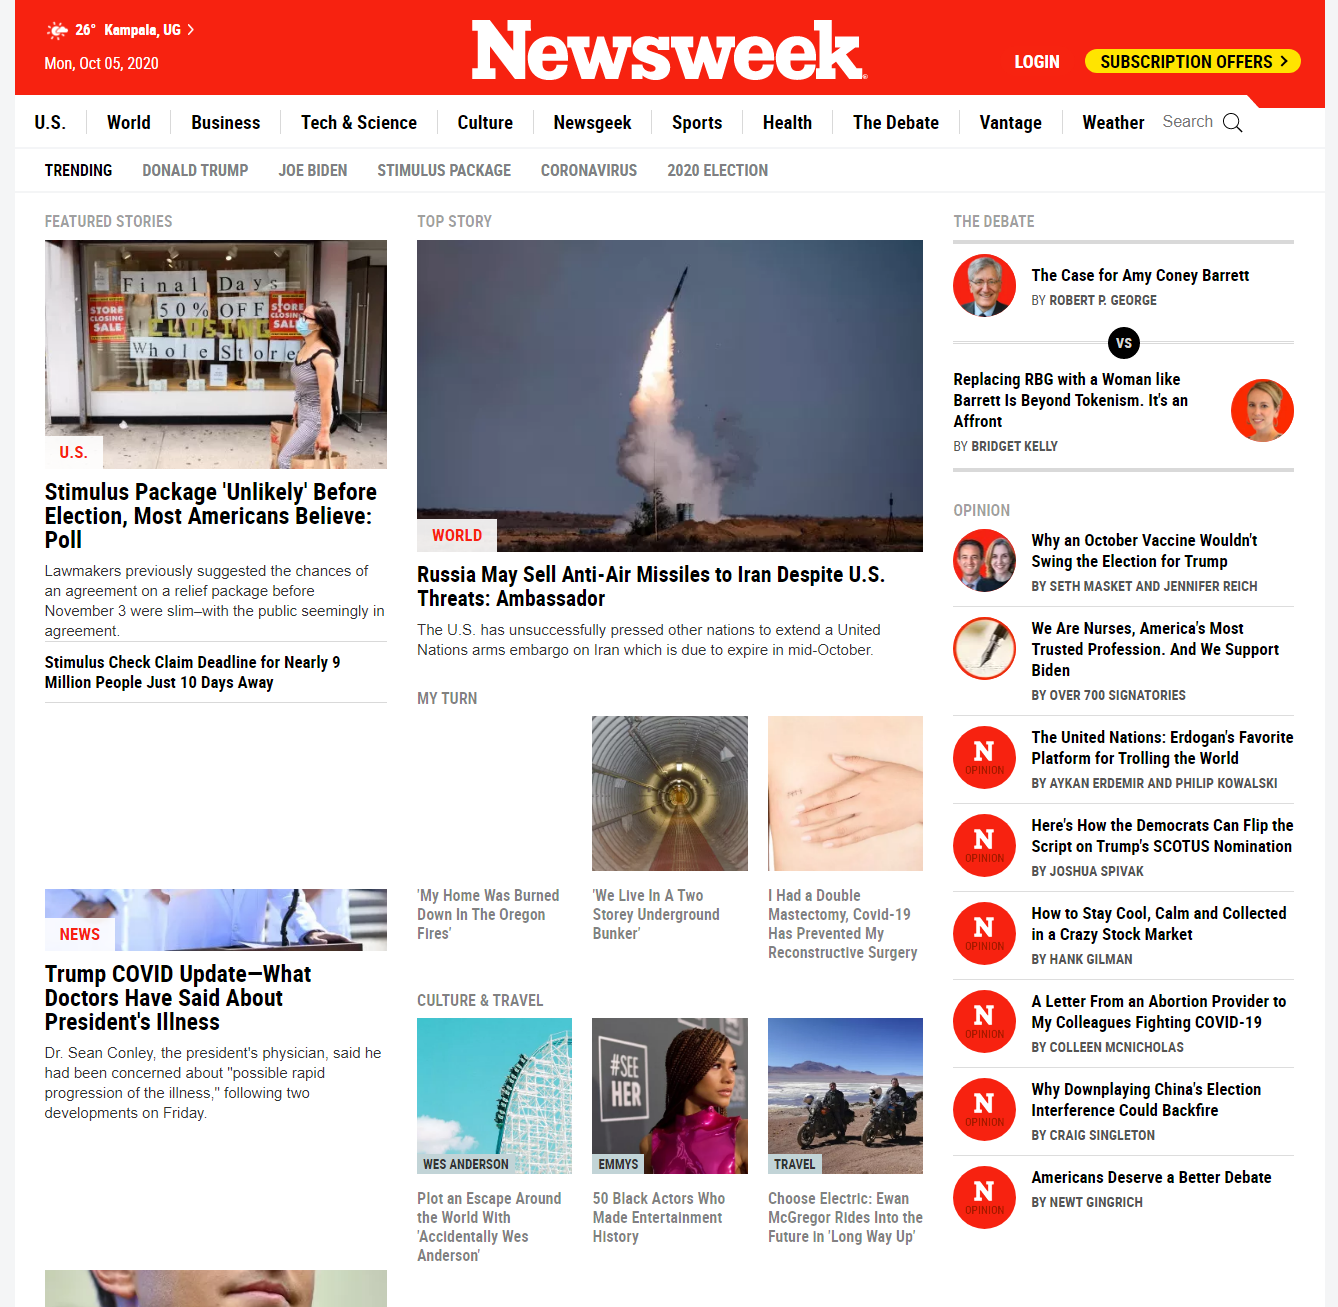 26° Kampala, UG
Mon, Oct 05, 2020
Newsweek
LOGIN
SUBSCRIPTION OFFERS
U.S.
World
Business
Tech & Science
Culture
Newsgeek
Sports
Health
The Debate
Vantage
Weather
Search
TRENDING
DONALD TRUMP
JOE BIDEN
STIMULUS PACKAGE
CORONAVIRUS
2020 ELECTION
FEATURED STORIES
Final Days
50% OFF
STORE
CLOSING
SALE
STORE
CLOSING
SALE
CLOSING
Whole Store
U.S.
Stimulus Package 'Unlikely' Before
Election, Most Americans Believe:
Poll
Lawmakers previously suggested the chances of
an agreement on a relief package before
November 3 were slim–with the public seemingly in
agreement.
Stimulus Check Claim Deadline for Nearly 9
Million People Just 10 Days Away
NEWS
Trump COVID Update—What
Doctors Have Said About
President's Illness
Dr. Sean Conley, the president's physician, said he
had been concerned about "possible rapid
progression of the illness," following two
developments on Friday.
TOP STORY
WORLD
Russia May Sell Anti-Air Missiles to Iran Despite U.S.
Threats: Ambassador
The U.S. has unsuccessfully pressed other nations to extend a United
Nations arms embargo on Iran which is due to expire in mid-October.
MY TURN
'My Home Was Burned
Down In The Oregon
Fires'
'We Live In A Two
Storey Underground
Bunker'
I Had a Double
Mastectomy, Covid-19
Has Prevented My
Reconstructive Surgery
CULTURE & TRAVEL
WES ANDERSON
Plot an Escape Around
the World With
'Accidentally Wes
Anderson'
#SEE
HER
EMMYS
50 Black Actors Who
Made Entertainment
History
TRAVEL
Choose Electric: Ewan
McGregor Rides Into the
Future in 'Long Way Up'
THE DEBATE
The Case for Amy Coney Barrett
BY ROBERT P. GEORGE
VS
Replacing RBG with a Woman like
Barrett Is Beyond Tokenism. It's an
Affront
BY BRIDGET KELLY
OPINION
Why an October Vaccine Wouldn't
Swing the Election for Trump
BY SETH MASKET AND JENNIFER REICH
We Are Nurses, America's Most
Trusted Profession. And We Support
Biden
BY OVER 700 SIGNATORIES
N
OPINION
The United Nations: Erdogan's Favorite
Platform for Trolling the World
BY AYKAN ERDEMIR AND PHILIP KOWALSKI
N
OPINION
Here's How the Democrats Can Flip the
Script on Trump's SCOTUS Nomination
BY JOSHUA SPIVAK
N
OPINION
How to Stay Cool, Calm and Collected
in a Crazy Stock Market
BY HANK GILMAN
N
OPINION
A Letter From an Abortion Provider to
My Colleagues Fighting COVID-19
BY COLLEEN MCNICHOLAS
N
OPINION
Why Downplaying China's Election
Interference Could Backfire
BY CRAIG SINGLETON
N
OPINION
Americans Deserve a Better Debate
BY NEWT GINGRICH